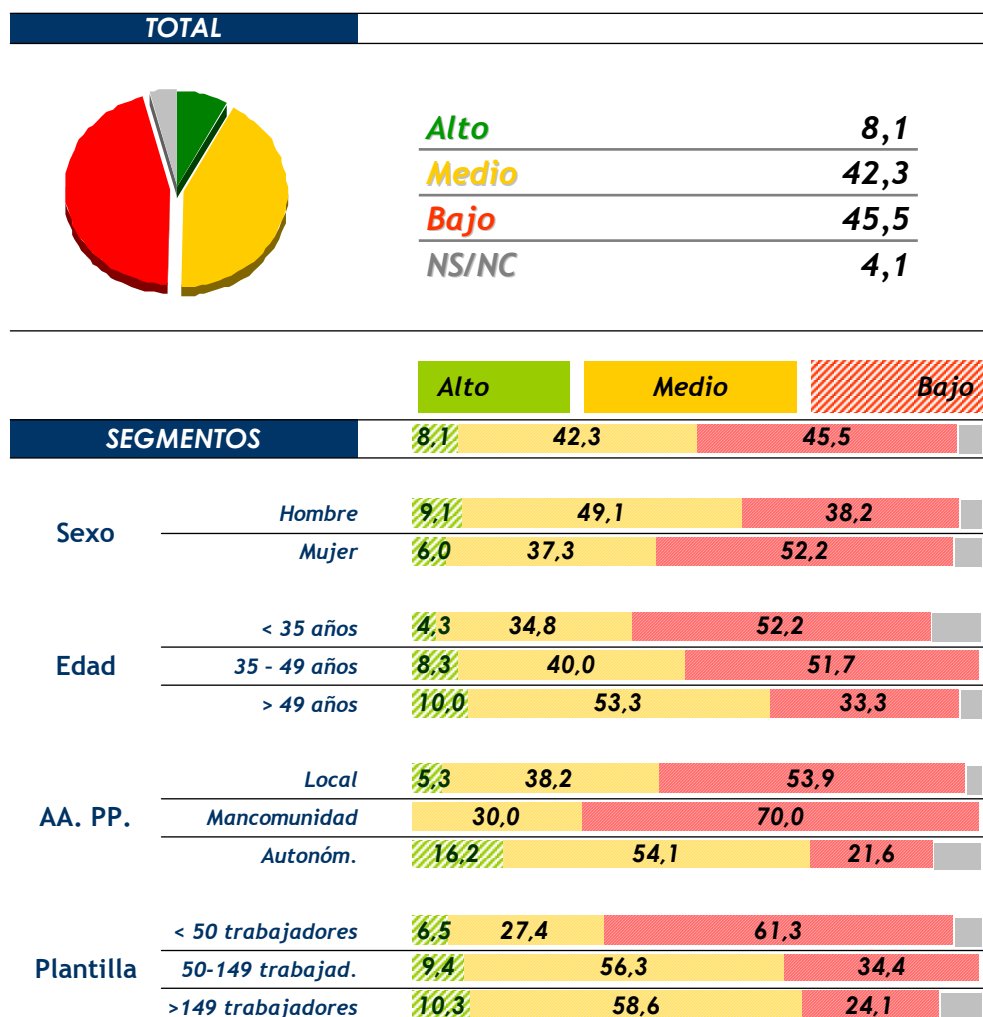 TOTAL
Alto 8,1
Medio 42,3
Bajo 45,5
NS/NC 4,1
Alto Medio Bajo
SEGMENTOS 8,1 42,3 45,5
Sexo
Hombre 9,1 49,1 38,2
Mujer 6,0 37,3 52,2
Edad
< 35 años 4,3 34,8 52,2
35 – 49 años 8,3 40,0 51,7
> 49 años 10,0 53,3 33,3
AA. PP.
Local 5,3 38,2 53,9
Mancomunidad 30,0 70,0
Autonóm. 16,2 54,1 21,6
Plantilla
< 50 trabajadores 6,5 27,4 61,3
50-149 trabajad. 9,4 56,3 34,4
>149 trabajadores 10,3 58,6 24,1